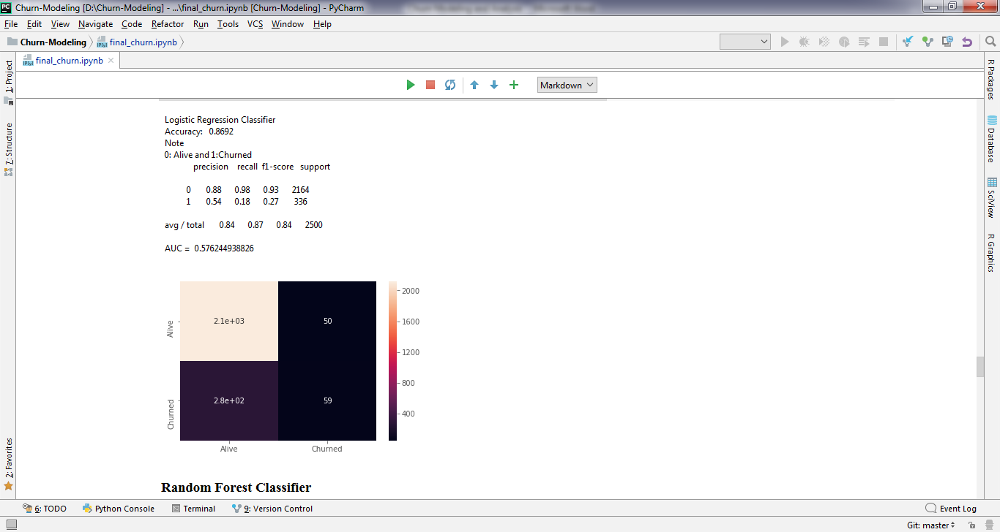 PC Churn-Modeling [D:\Churn-Modeling] - ...\final_churn.ipynb [Churn-Modeling] - PyCharm
File Edit View Navigate Code Refactor Run Tools VCS Window Help
Churn-Modeling final_churn.ipynb
final_churn.ipynb
Markdown
1: Project
7: Structure
2: Favorites
Logistic Regression Classifier
Accuracy: 0.8692
Note
0: Alive and 1:Churned
precision recall f1-score support
0 0.88 0.98 0.93 2164
1 0.54 0.18 0.27 336
avg / total 0.84 0.87 0.84 2500
AUC = 0.576244938826
Alive
Churned
2.1e+03 50
2.8e+02 59
Alive Churned
2000
1600
1200
800
400
Random Forest Classifier
R Packages
Database
SciView
R Graphics
6: TODO Python Console Terminal 9: Version Control Event Log
Git: master